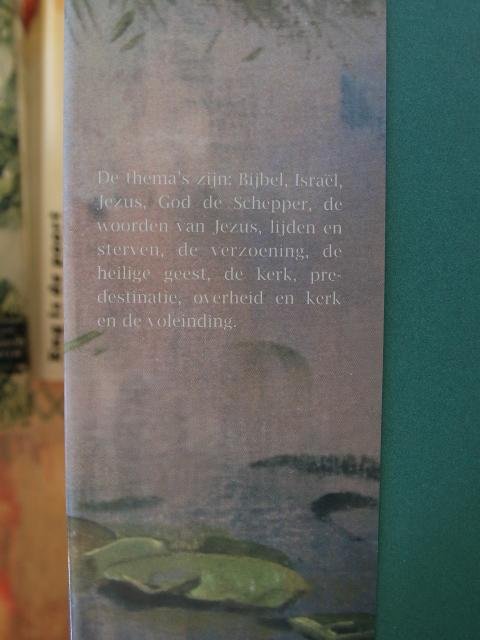 De thema's zijn: Bijbel, Israël,
Jezus, God de Schepper, de
woorden van Jezus, lijden en
sterven, de verzoening, de
heilige geest, de kerk, pre-
destinatie, overheid en kerk
en de voleinding.